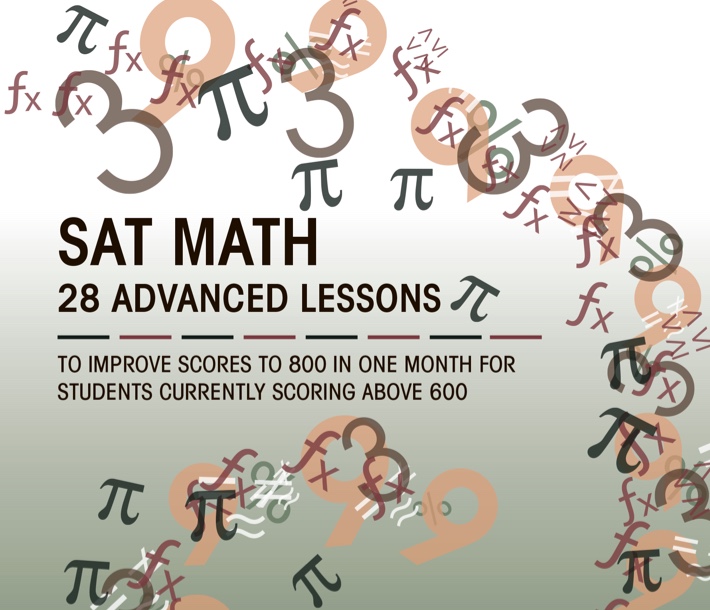 SAT MATH
28 ADVANCED LESSONS
TO IMPROVE SCORES TO 800 IN ONE MONTH FOR
STUDENTS CURRENTLY SCORING ABOVE 600